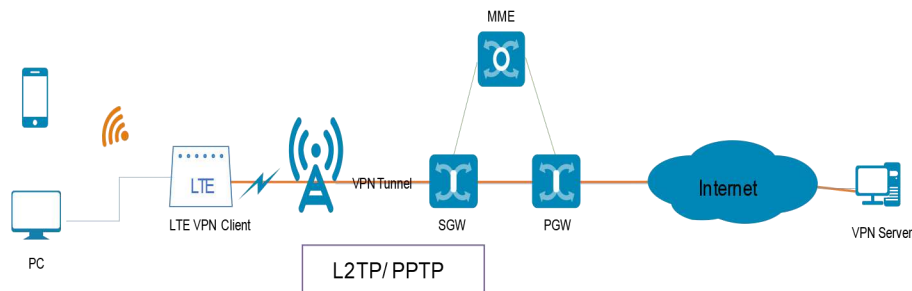 MME
LTE
VPN Tunnel
Internet
LTE VPN Client
SGW
PGW
VPN Server
PC
L2TP/ PPTP